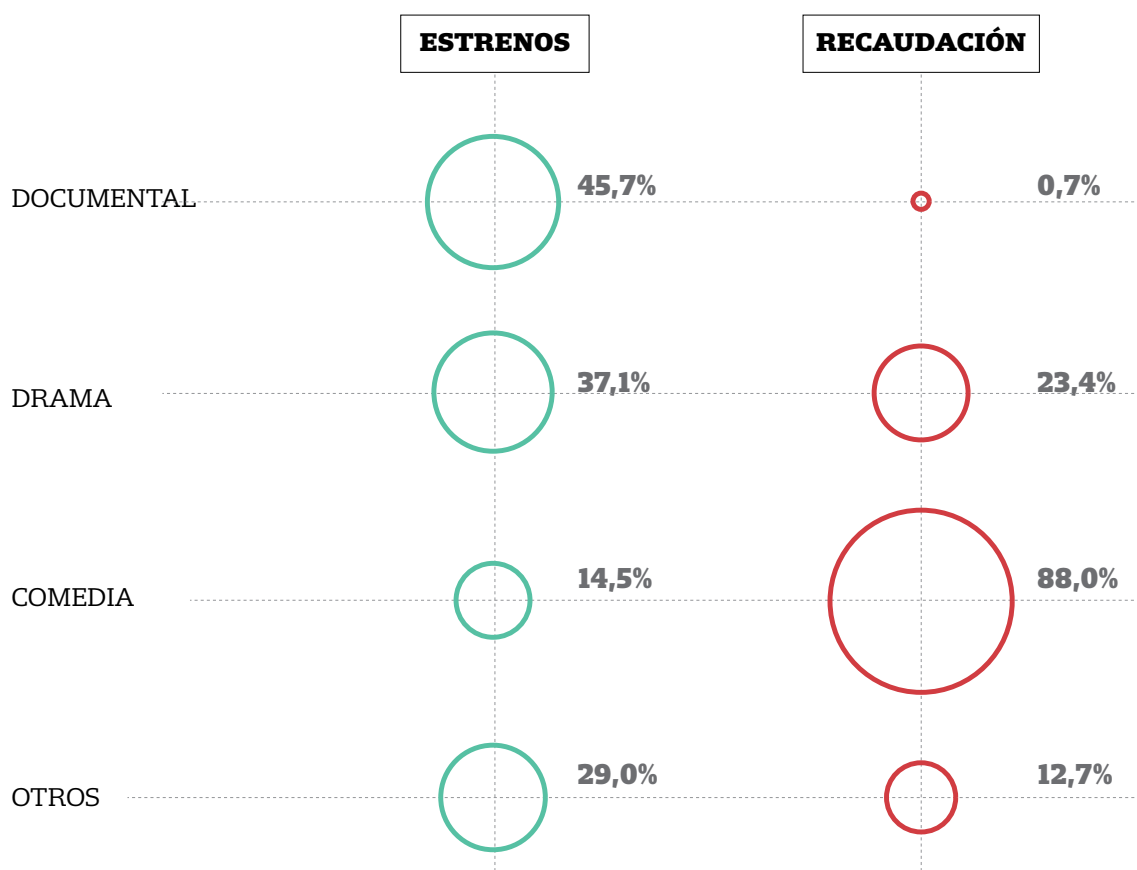 ESTRENOS RECAUDACIÓN
DOCUMENTAL 45,7% 0,7%
DRAMA 37,1% 23,4%
COMEDIA 14,5% 88,0%
OTROS 29,0% 12,7%